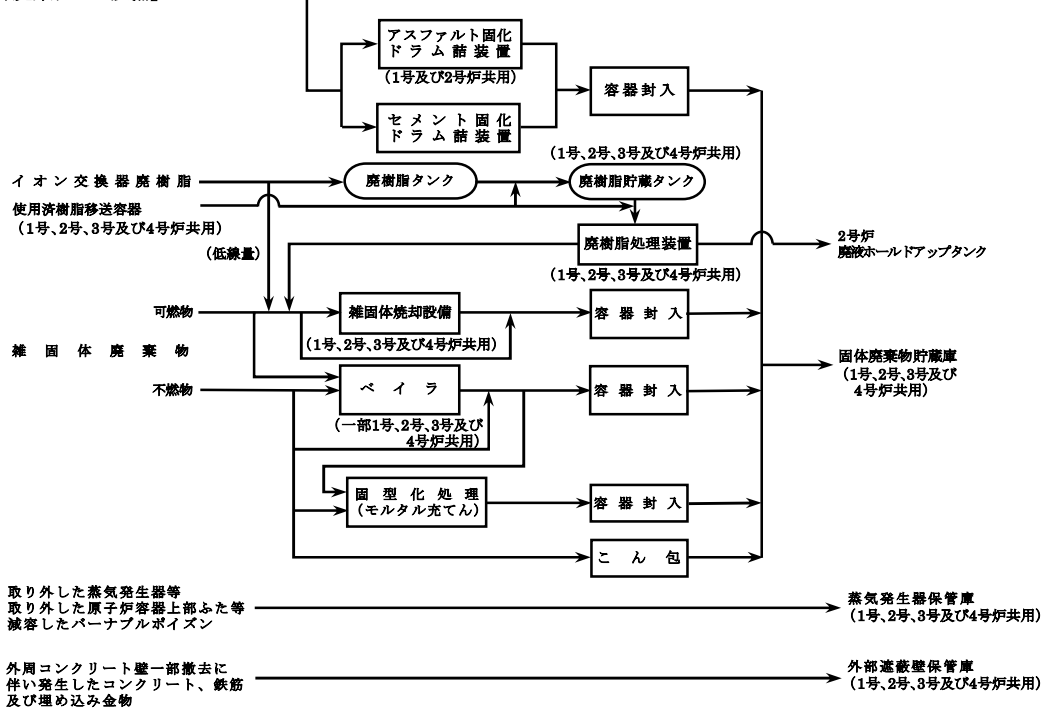 アスファルト固化
ドラム詰装置
（1号及び2号炉共用）
容器封入
セメント固化
ドラム詰装置
（1号、2号、3号及び4号炉共用）
イオン交換器廃樹脂
廃樹脂タンク
廃樹脂貯蔵タンク
使用済樹脂移送容器
（1号、2号、3号及び4号炉共用）
（低線量）
廃樹脂処理装置
（1号、2号、3号及び4号炉共用）
2号炉
廃液ホールドアップタンク
可燃物
雑固体焼却設備
（1号、2号、3号及び4号炉共用）
容器封入
雑固体廃棄物
不燃物
ベイラ
（一部1号、2号、3号及び
4号炉共用）
容器封入
固体廃棄物貯蔵庫
（1号、2号、3号及び
4号炉共用）
固型化処理
（モルタル充てん）
容器封入
こん包
取り外した蒸気発生器等
取り外した原子炉容器上部ふた等
減容したバーナブルポイズン
蒸気発生器保管庫
（1号、2号、3号及び4号炉共用）
外周コンクリート壁一部撤去に
伴い発生したコンクリート、鉄筋
及び埋め込み金物
外部遮蔽壁保管庫
（1号、2号、3号及び4号炉共用）